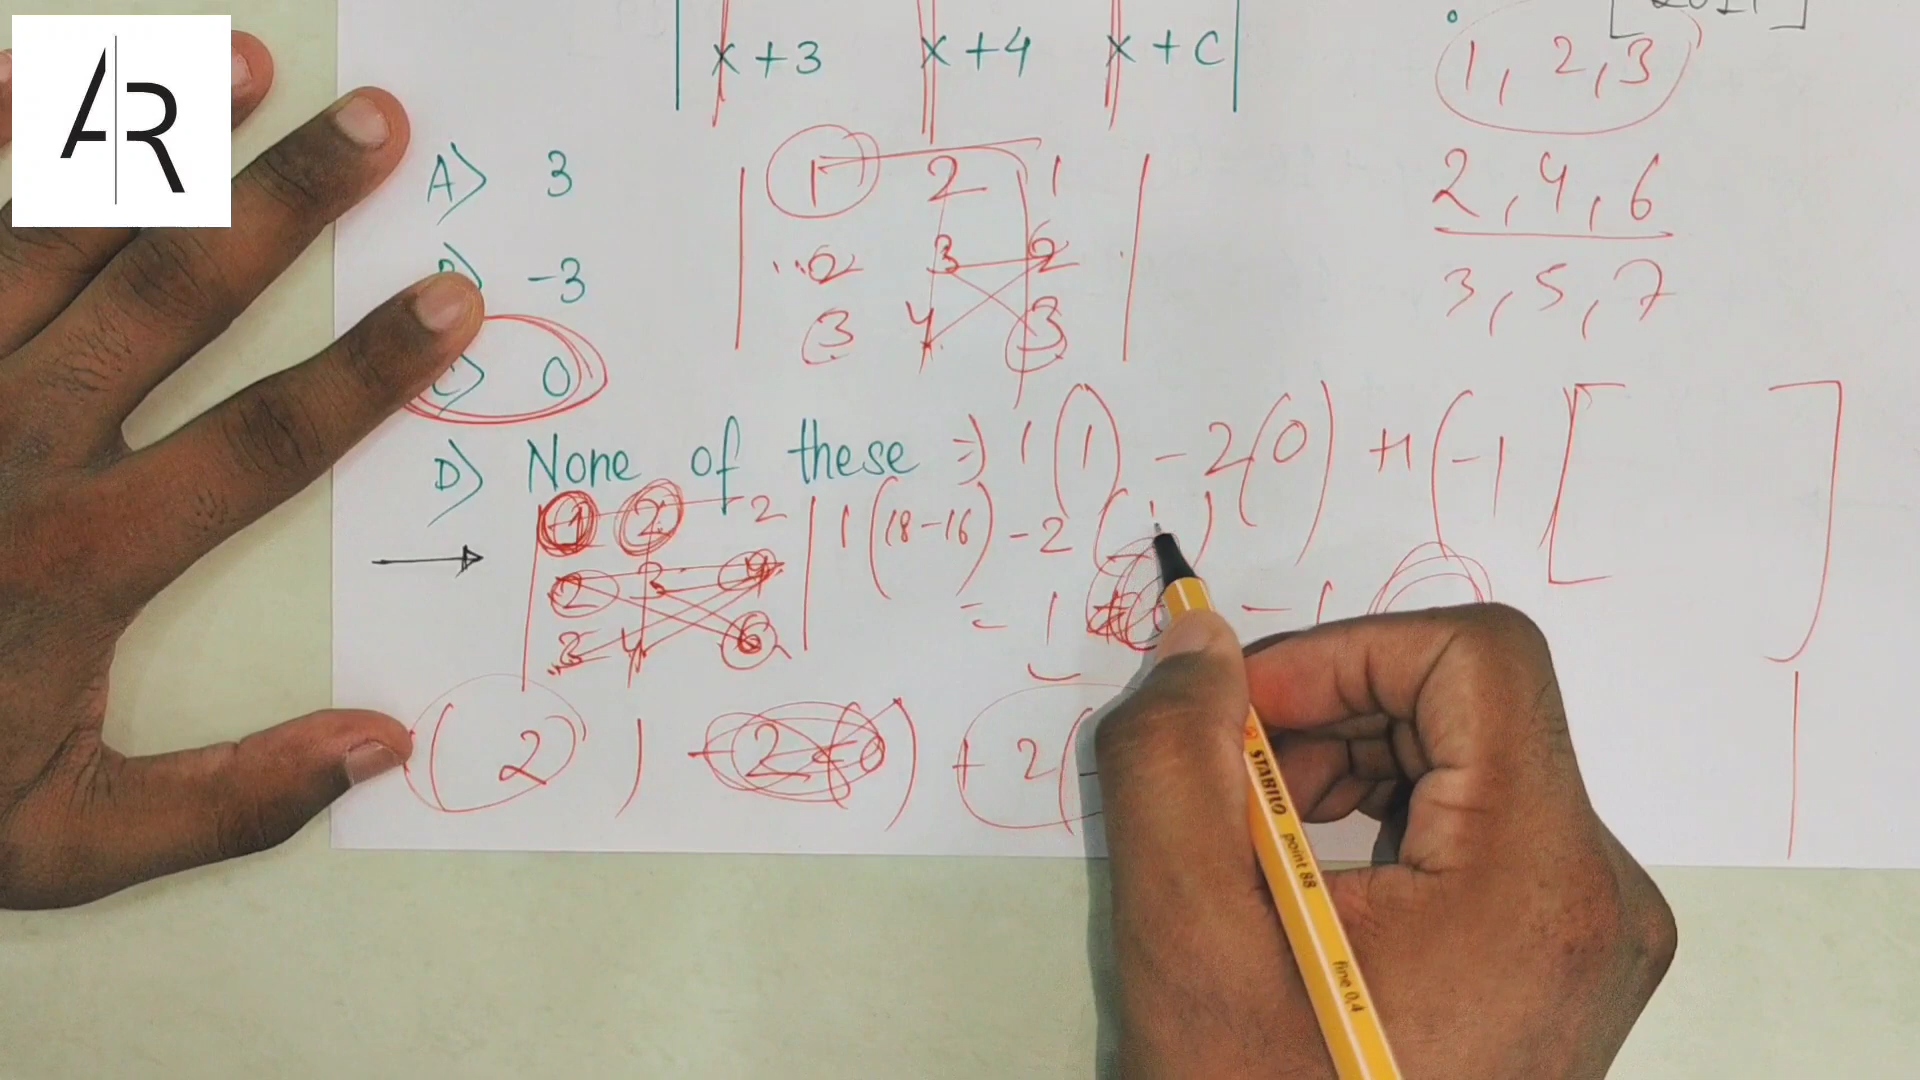 AR
x + 3 x + 4 x + C
1, 2, 3
A) 3
1 2 1
2, 4, 6
2 3 2
-3
3, 5, 7
3 4 3
0
D) None of these => 1 (1) - 2 (0) + 1 (-1
1 2 2
1 (18-16) - 2 (
2 3 4
= 1 - 1
3 4 6
( 2 ) + 2 (
STABILO point 88 fine 0,4